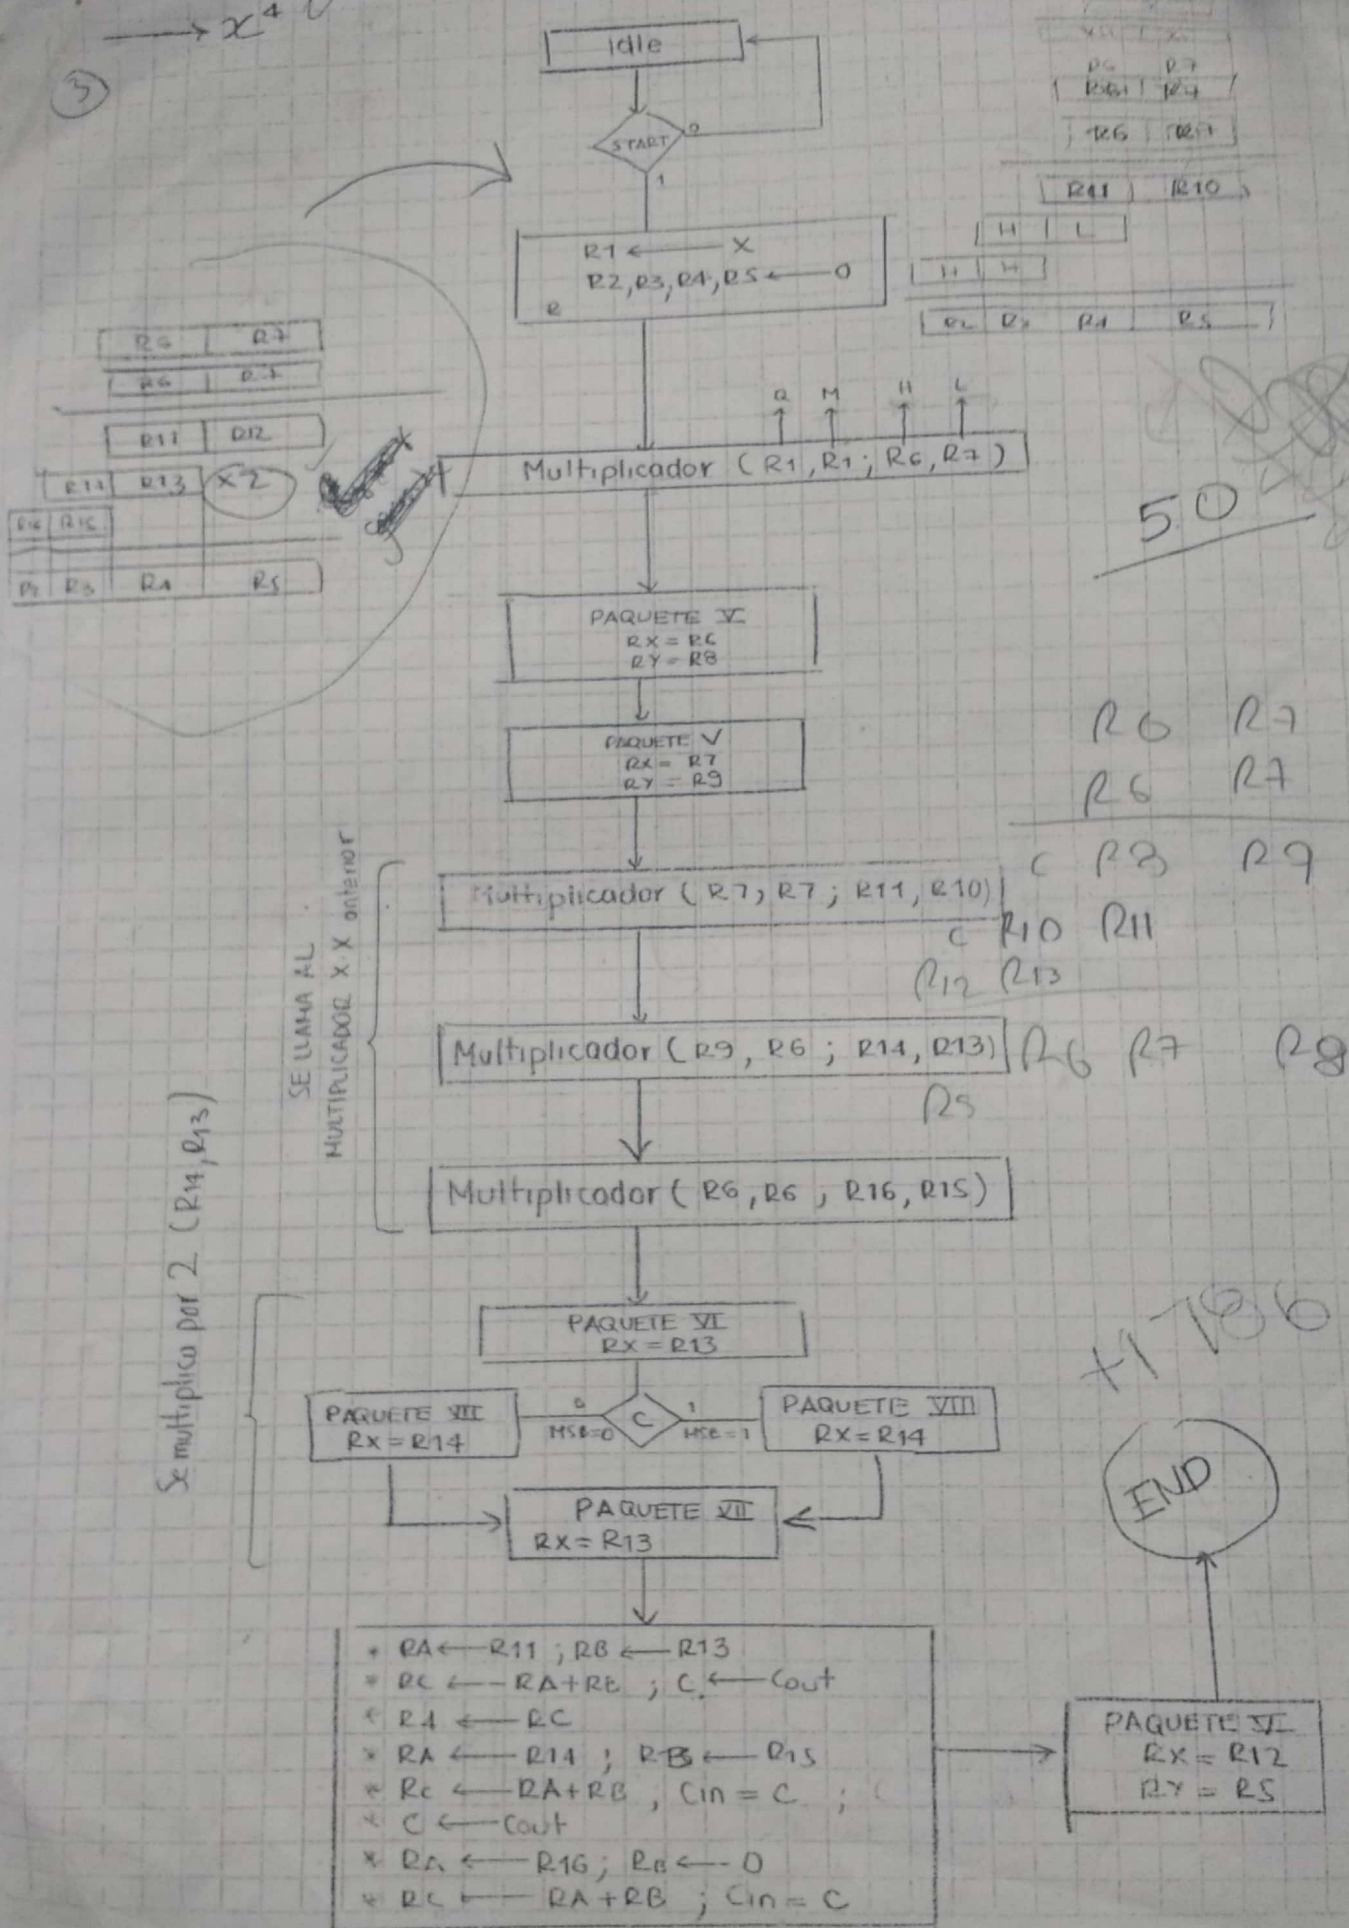 → x⁴
3
Idle
START
0
1
R1 ← X
R2, R3, R4, R5 ← 0
R
R6 R7
R4
R6 R7
R11 R10
H L
H H
R2 R3 R4 R5
R6 R7
R6 R7
R11 R12
R14 R13 X2
R16 R15
R2 R3 R4 R5
Q M H L
Multiplicador (R1, R1; R6, R7)
50
PAQUETE V
RX = R6
RY = R8
PAQUETE V
RX = R7
RY = R9
R6 R7
R6 R7
C R8 R9
C R10 R11
R12 R13
R6 R7 R8
R5
SE LLAMA AL
MULTIPLICADOR X·X anterior
Multiplicador (R7, R7; R11, R10)
Multiplicador (R9, R6; R14, R13)
Multiplicador (R6, R6, R16, R15)
Se multiplico por 2 (R14, R13)
PAQUETE VI
RX = R13
PAQUETE VII
RX = R14
0
MSB=0
C
1
MSB=1
PAQUETE VIII
RX = R14
PAQUETE VII
RX = R13
* RA ← R11 ; RB ← R13
* RC ← RA+RB ; C ← Cout
* R4 ← RC
* RA ← R14 ; RB ← R15
* RC ← RA+RB , Cin = C ;
* C ← Cout
* RA ← R16 ; RB ← 0
* RC ← RA+RB ; Cin = C
+1786
END
PAQUETE VI
RX = R12
RY = R5